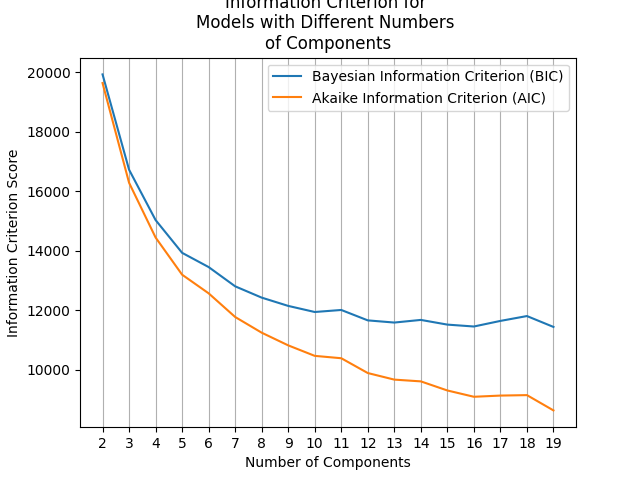 Information Criterion for
Models with Different Numbers
of Components
Bayesian Information Criterion (BIC)
Akaike Information Criterion (AIC)
Information Criterion Score
20000
18000
16000
14000
12000
10000
2 3 4 5 6 7 8 9 10 11 12 13 14 15 16 17 18 19
Number of Components